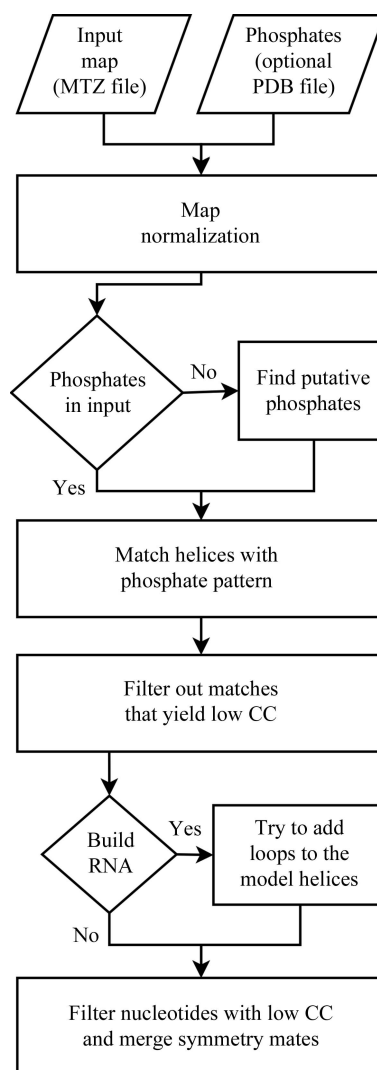 Input
map
(MTZ file)
Phosphates
(optional
PDB file)
Map
normalization
Phosphates
in input
No
Find putative
phosphates
Yes
Match helices with
phosphate pattern
Filter out matches
that yield low CC
Build
RNA
Yes
Try to add
loops to the
model helices
No
Filter nucleotides with low CC
and merge symmetry mates